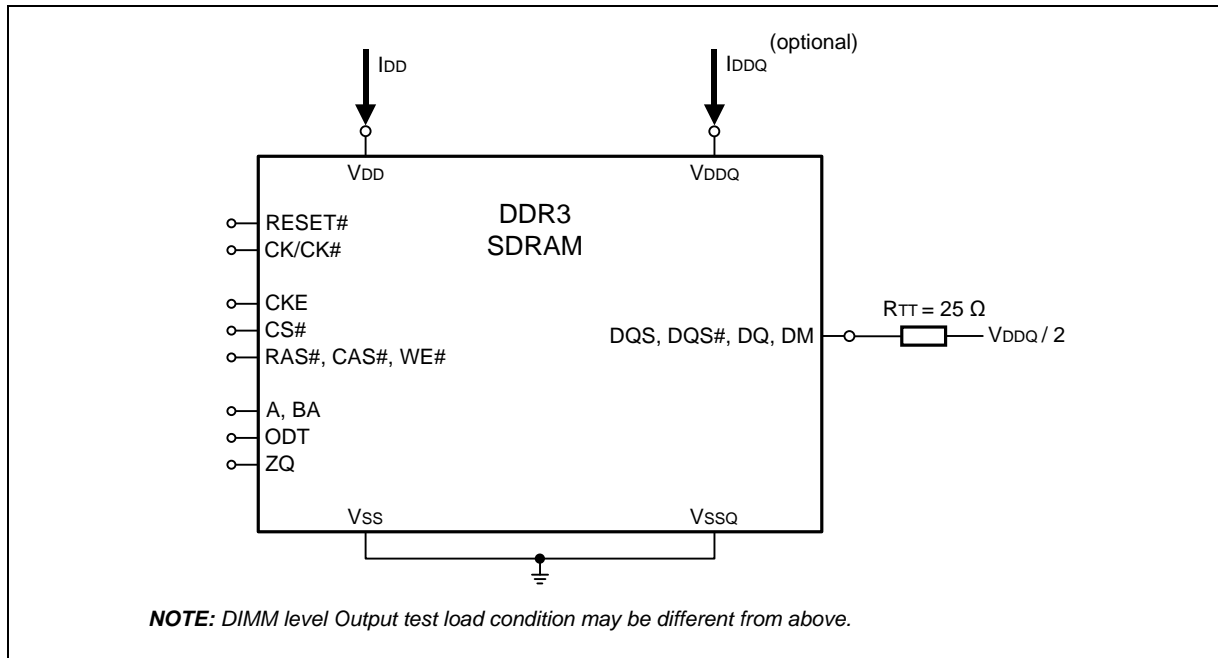 (optional)
IDD
IDDQ
VDD
VDDQ
DDR3
SDRAM
RESET#
CK/CK#
CKE
CS#
RAS#, CAS#, WE#
A, BA
ODT
ZQ
DQS, DQS#, DQ, DM
RTT = 25 Ω
VDDQ / 2
VSS
VSSQ
NOTE: DIMM level Output test load condition may be different from above.